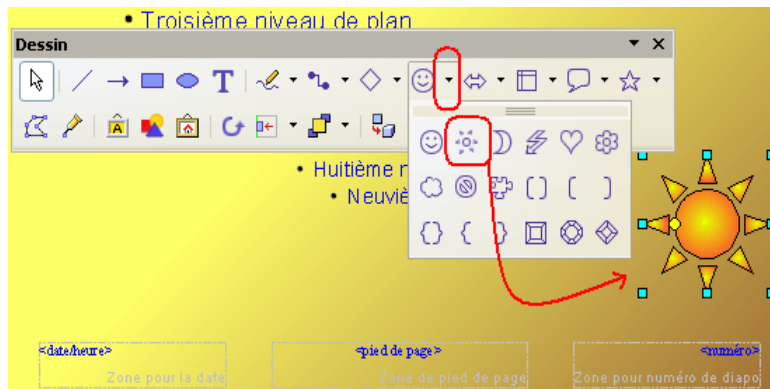 • Troisième niveau de plan
Dessin
T
A
• Huitième n
• Neuviè
<date/heure>
<pied de page>
<numéro>
Zone pour la date
Zone de pied de page
Zone pour numéro de diapo